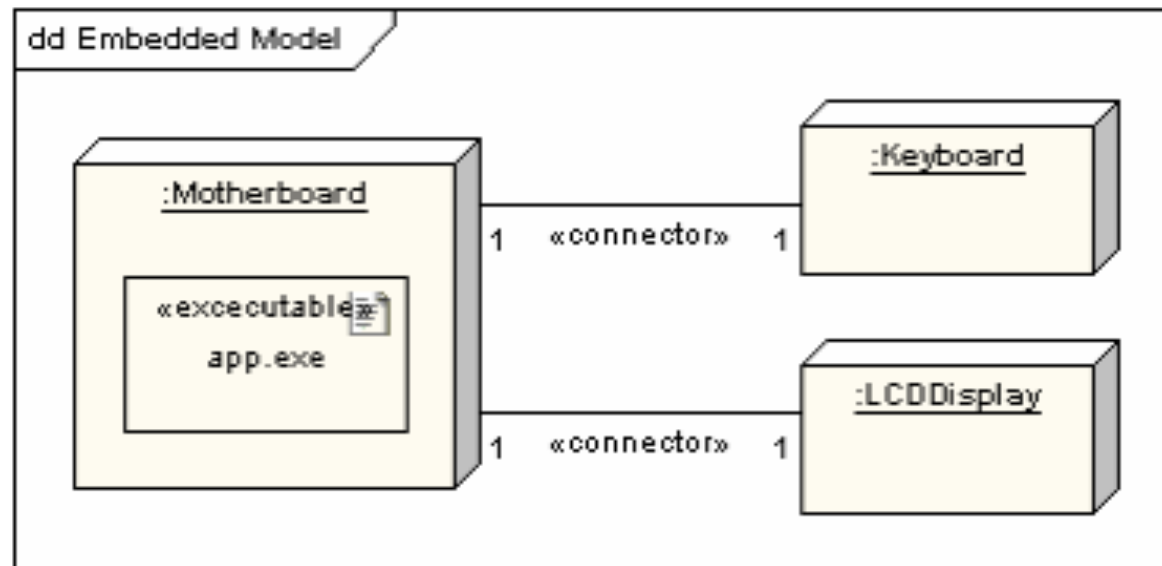 dd Embedded Model
:Motherboard
«excecutable»
app.exe
:Keyboard
1 «connector» 1
:LCDDisplay
1 «connector» 1